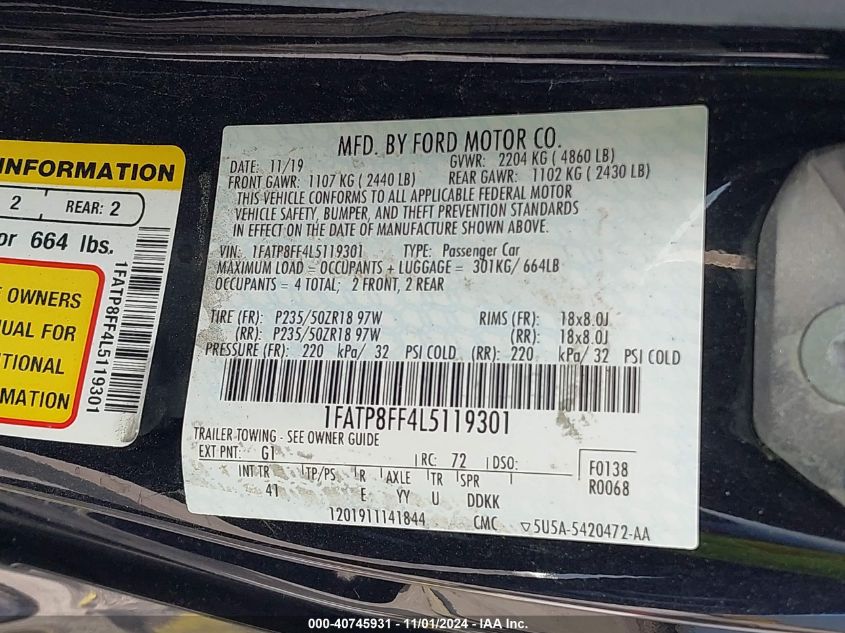 INFORMATION
2 REAR: 2
or 664 lbs.
E OWNERS
NUAL FOR
ITIONAL
RMATION
1FATP8FF4L5119301
MFD. BY FORD MOTOR CO.
DATE: 11/19 GVWR: 2204 KG ( 4860 LB)
FRONT GAWR: 1107 KG ( 2440 LB) REAR GAWR: 1102 KG ( 2430 LB)
THIS VEHICLE CONFORMS TO ALL APPLICABLE FEDERAL MOTOR
VEHICLE SAFETY, BUMPER, AND THEFT PREVENTION STANDARDS
IN EFFECT ON THE DATE OF MANUFACTURE SHOWN ABOVE.
VIN: 1FATP8FF4L5119301 TYPE: Passenger Car
MAXIMUM LOAD = OCCUPANTS + LUGGAGE = 301KG/ 664LB
OCCUPANTS = 4 TOTAL; 2 FRONT, 2 REAR
TIRE (FR): P235/50ZR18 97W RIMS (FR): 18x8.0J
(RR): P235/50ZR18 97W (RR): 18x8.0J
PRESSURE (FR): 220 kPa/ 32 PSI COLD (RR): 220 kPa/ 32 PSI COLD
1FATP8FF4L5119301
TRAILER TOWING - SEE OWNER GUIDE
EXT PNT: G1 RC: 72 DSO: F0138
INT TR TP/PS R AXLE TR SPR R0068
41 E YY U DDKK
1201911141844 CMC ▽5U5A-5420472-AA
000-40745931 - 11/01/2024 - IAA Inc.